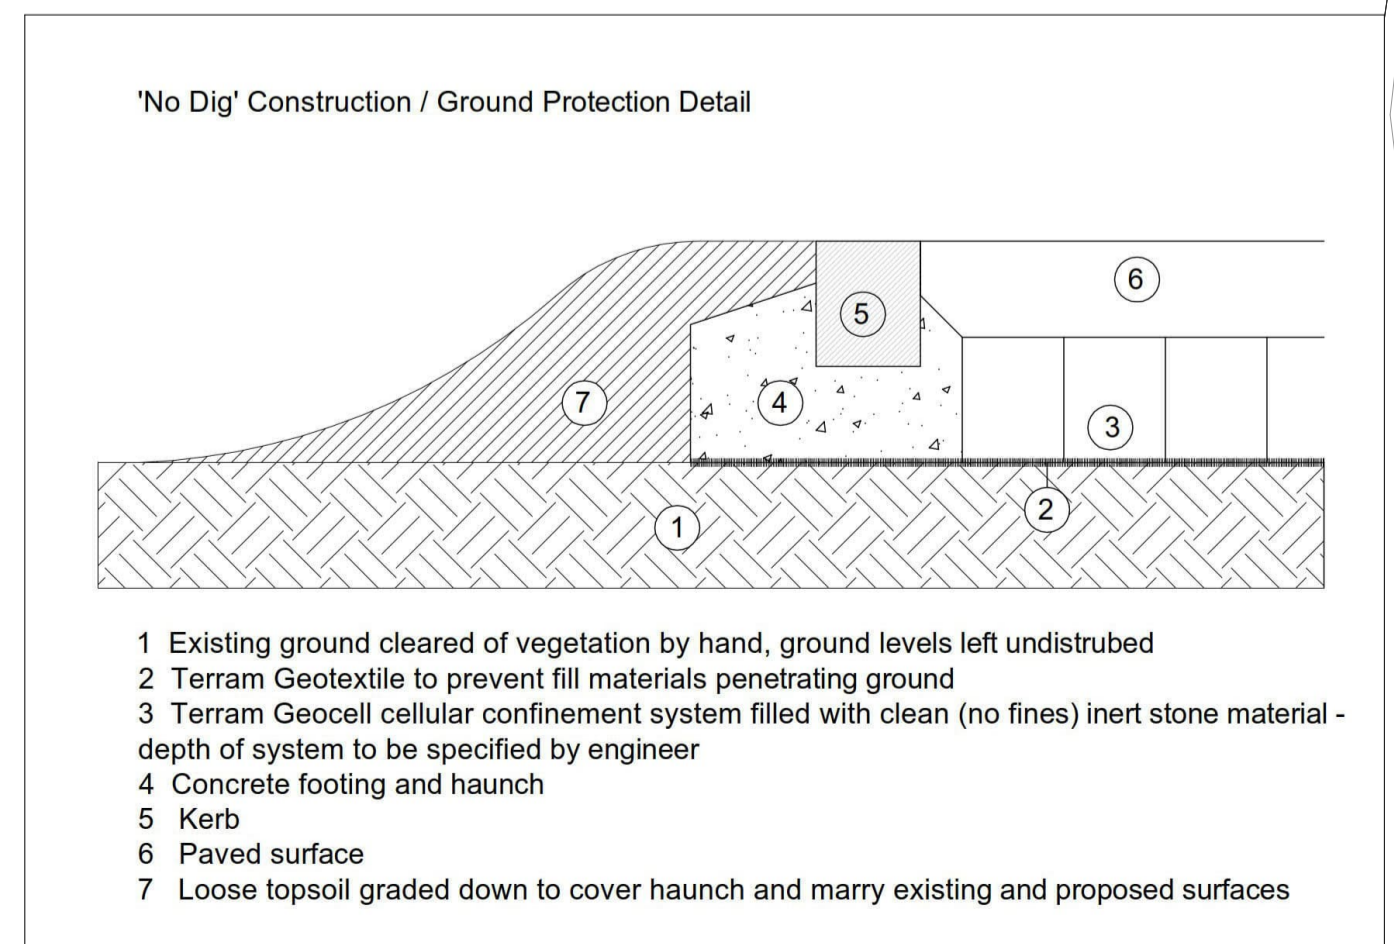 'No Dig' Construction / Ground Protection Detail
6
5
7
4
3
2
1
1 Existing ground cleared of vegetation by hand, ground levels left undistrubed
2 Terram Geotextile to prevent fill materials penetrating ground
3 Terram Geocell cellular confinement system filled with clean (no fines) inert stone material -
depth of system to be specified by engineer
4 Concrete footing and haunch
5 Kerb
6 Paved surface
7 Loose topsoil graded down to cover haunch and marry existing and proposed surfaces